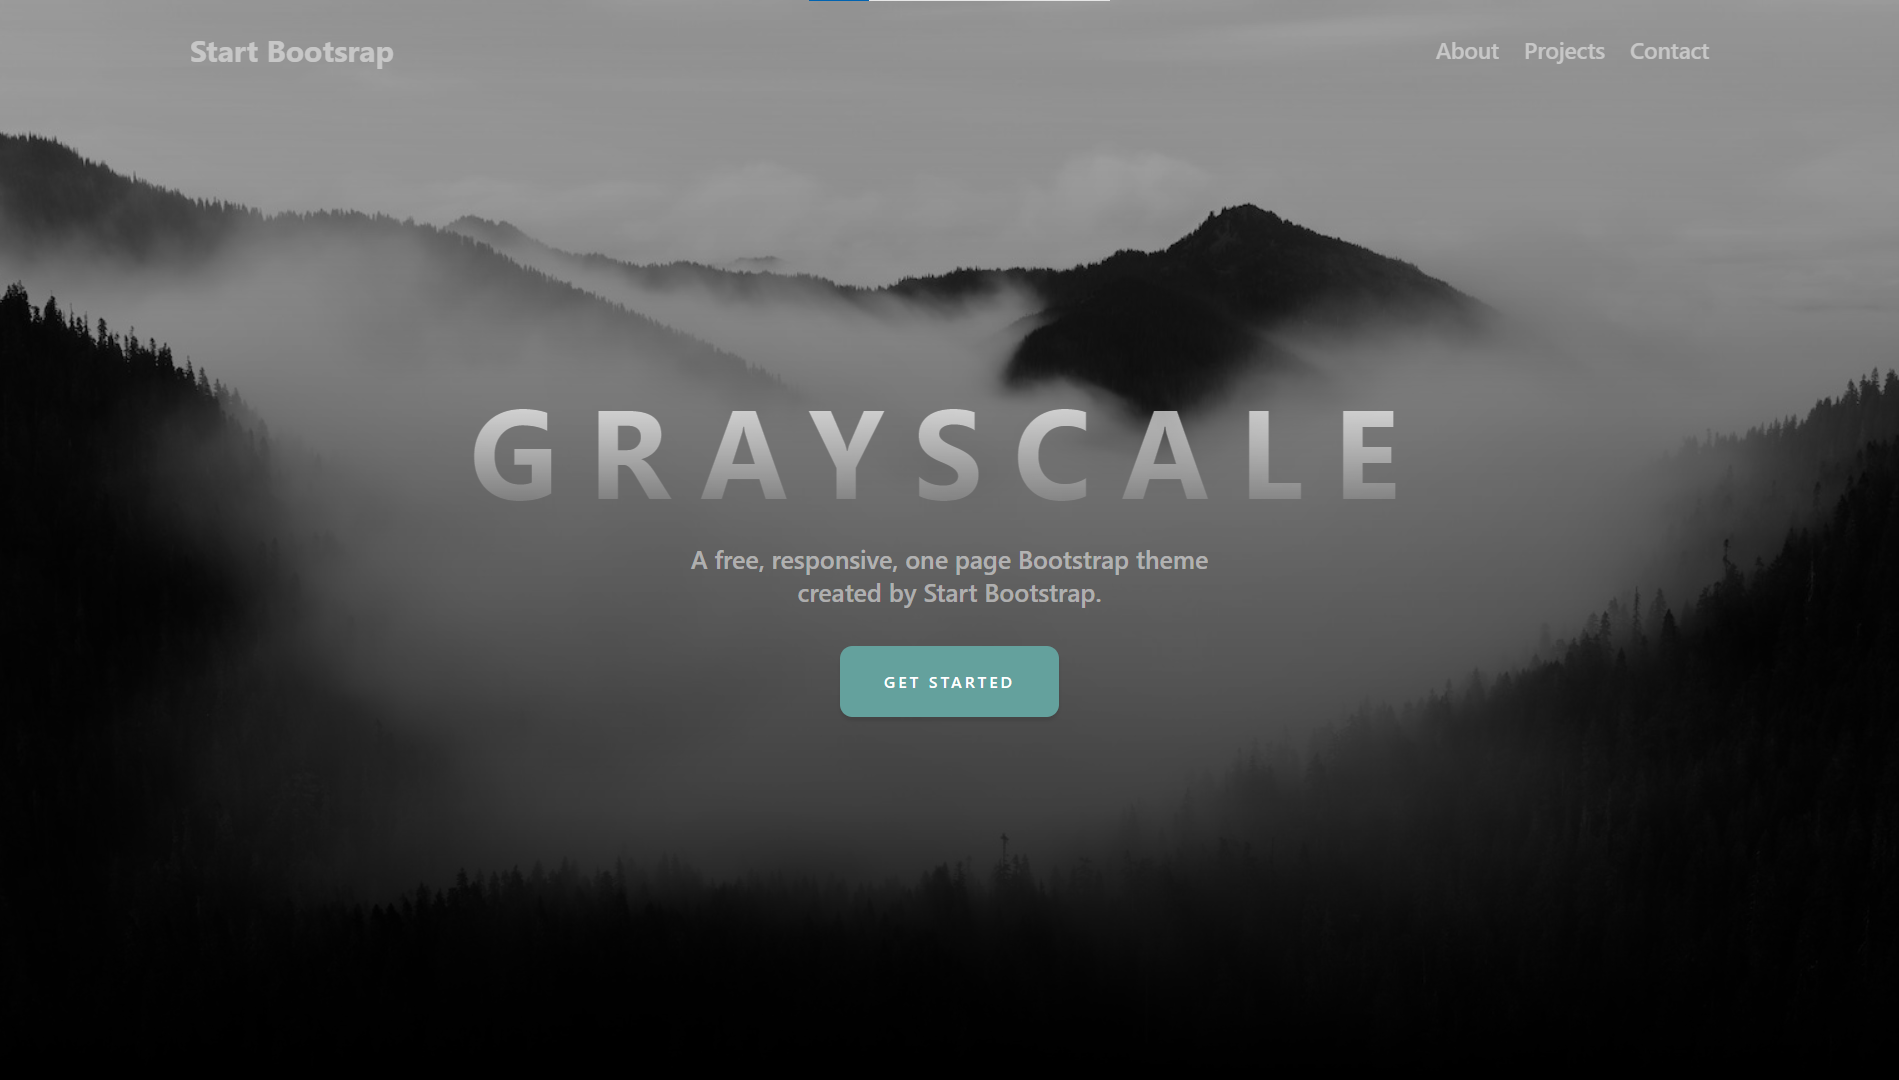 Start Bootsrap
About Projects Contact
GRAYSCALE
A free, responsive, one page Bootstrap theme
created by Start Bootstrap.
GET STARTED